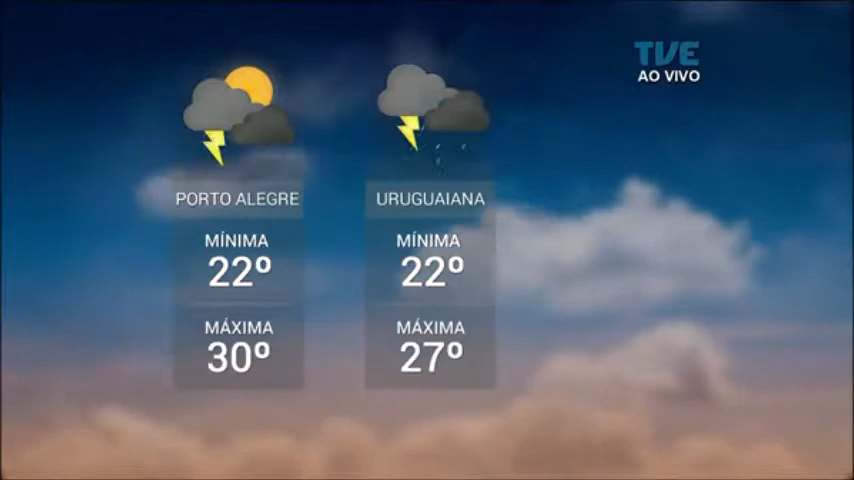 TVE
AO VIVO
PORTO ALEGRE
MÍNIMA
22º
MÁXIMA
30º
URUGUAIANA
MÍNIMA
22º
MÁXIMA
27º